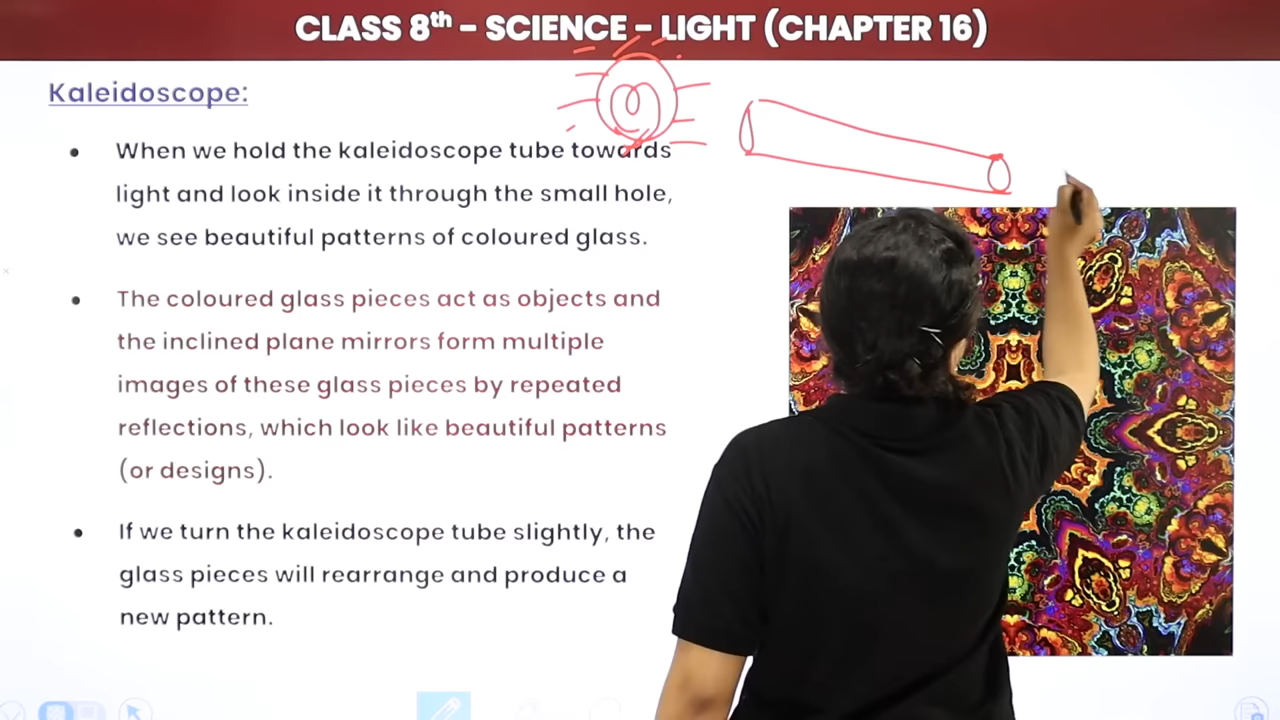 CLASS 8th - SCIENCE - LIGHT (CHAPTER 16)
Kaleidoscope:
• When we hold the kaleidoscope tube towards
light and look inside it through the small hole,
we see beautiful patterns of coloured glass.
• The coloured glass pieces act as objects and
the inclined plane mirrors form multiple
images of these glass pieces by repeated
reflections, which look like beautiful patterns
(or designs).
• If we turn the kaleidoscope tube slightly, the
glass pieces will rearrange and produce a
new pattern.